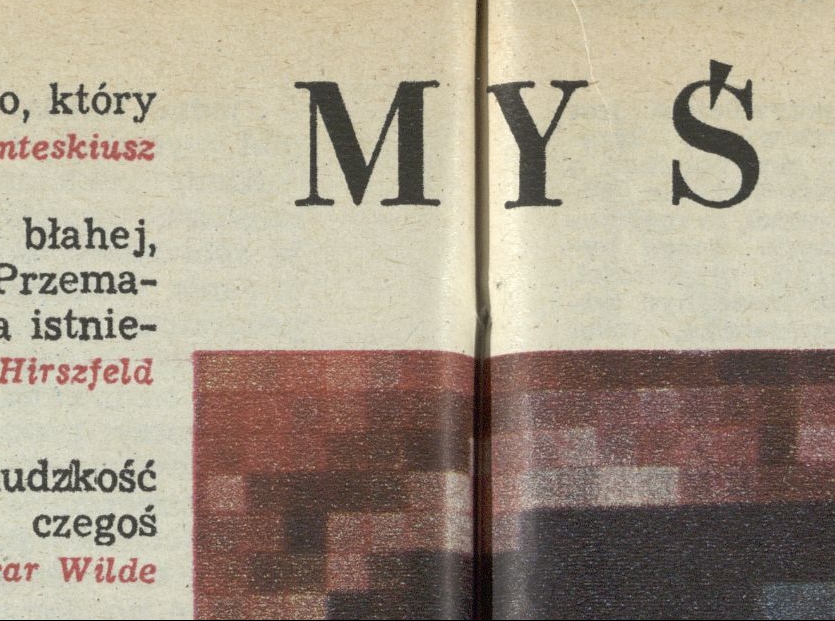 MYŚ
o, który
nteskiusz
błahej,
Przema-
a istnie-
Hirszfeld
udzkość
czegoś
ar Wilde